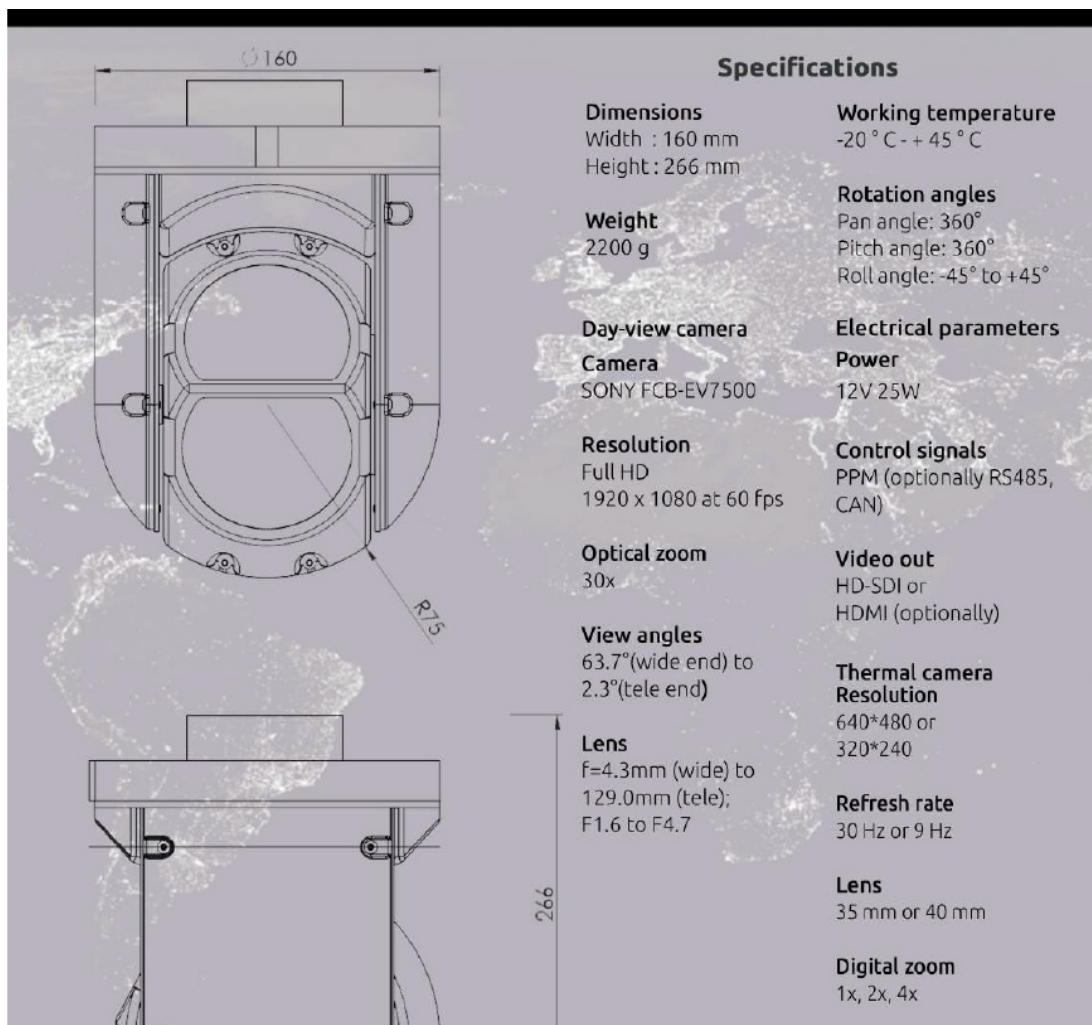 Ø160
R75
266
Specifications
Dimensions
Width : 160 mm
Height : 266 mm
Weight
2200 g
Day-view camera
Camera
SONY FCB-EV7500
Resolution
Full HD
1920 x 1080 at 60 fps
Optical zoom
30x
View angles
63.7°(wide end) to
2.3°(tele end)
Lens
f=4.3mm (wide) to
129.0mm (tele);
F1.6 to F4.7
Working temperature
-20 ° C - + 45 ° C
Rotation angles
Pan angle: 360°
Pitch angle: 360°
Roll angle: -45° to +45°
Electrical parameters
Power
12V 25W
Control signals
PPM (optionally RS485,
CAN)
Video out
HD-SDI or
HDMI (optionally)
Thermal camera
Resolution
640*480 or
320*240
Refresh rate
30 Hz or 9 Hz
Lens
35 mm or 40 mm
Digital zoom
1x, 2x, 4x